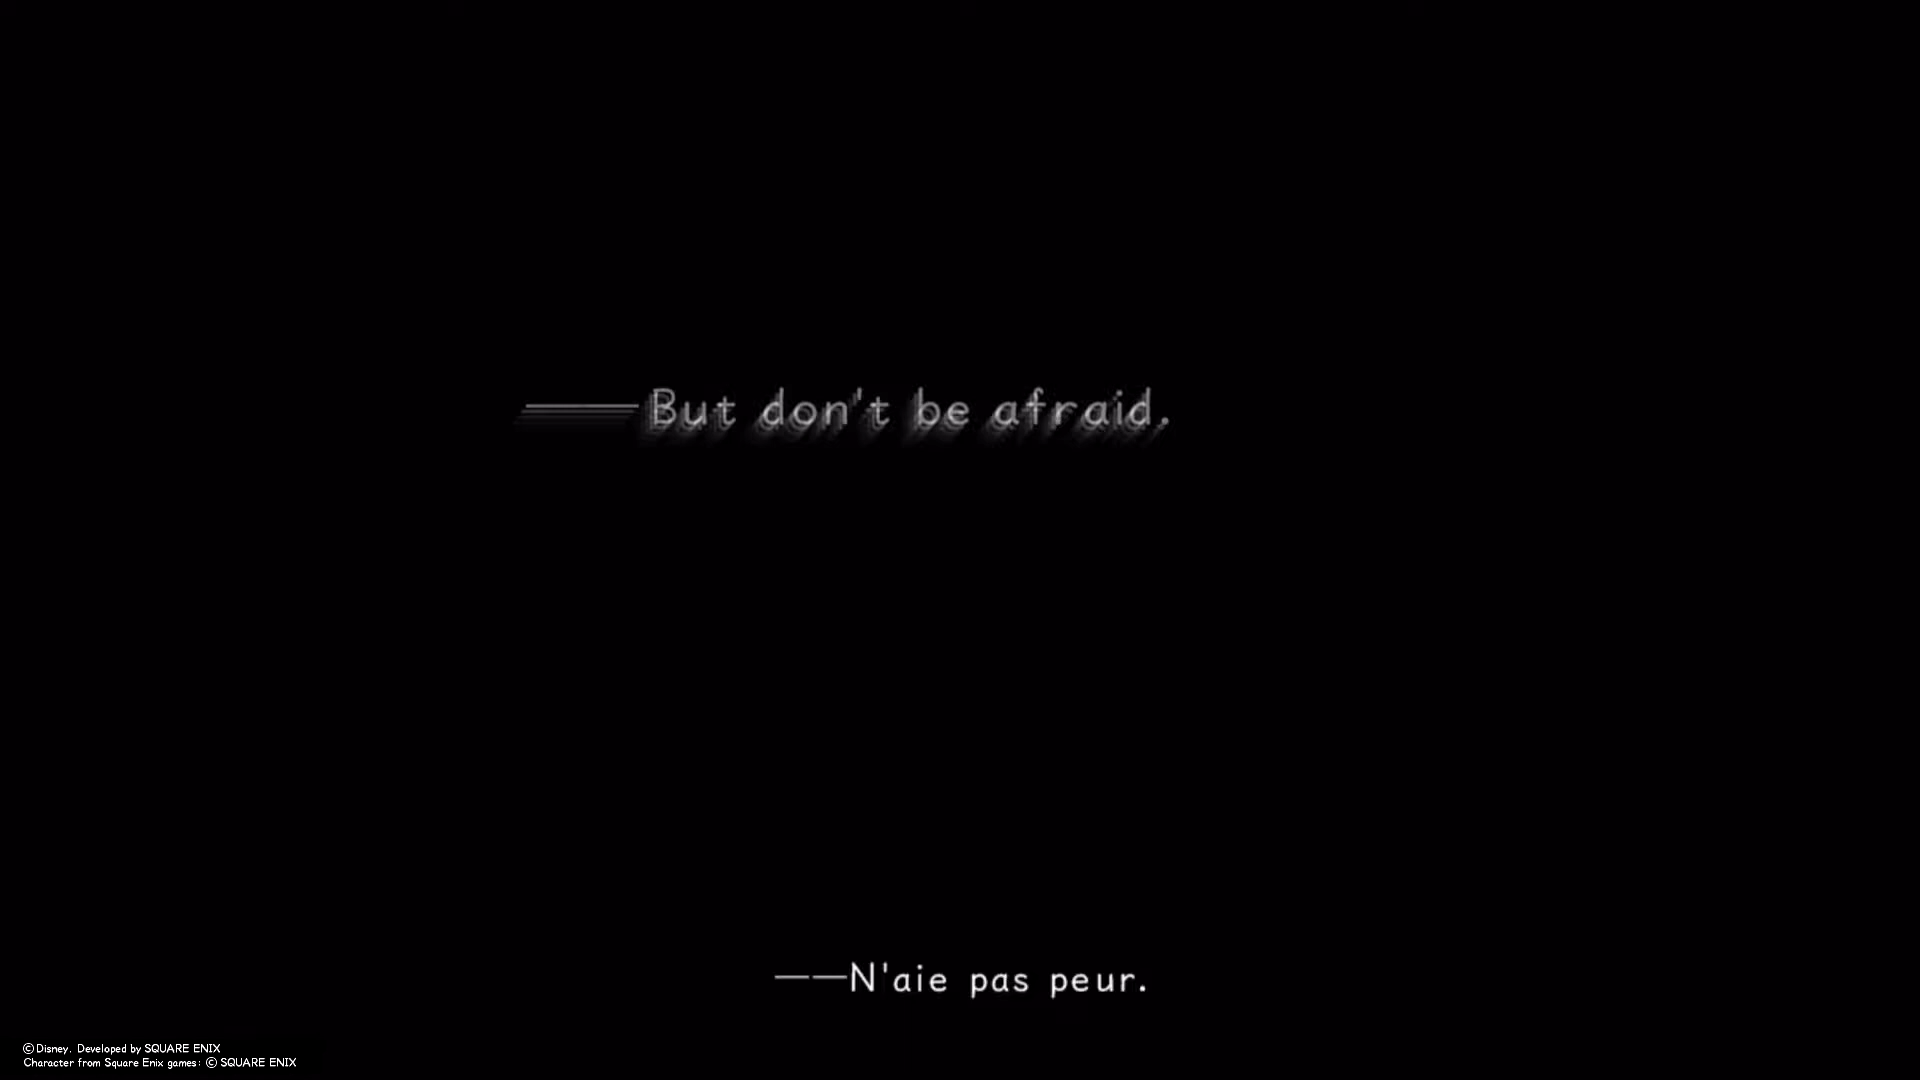 ——But don't be afraid.
——N'aie pas peur.
©Disney. Developed by SQUARE ENIX
Character from Square Enix games: © SQUARE ENIX